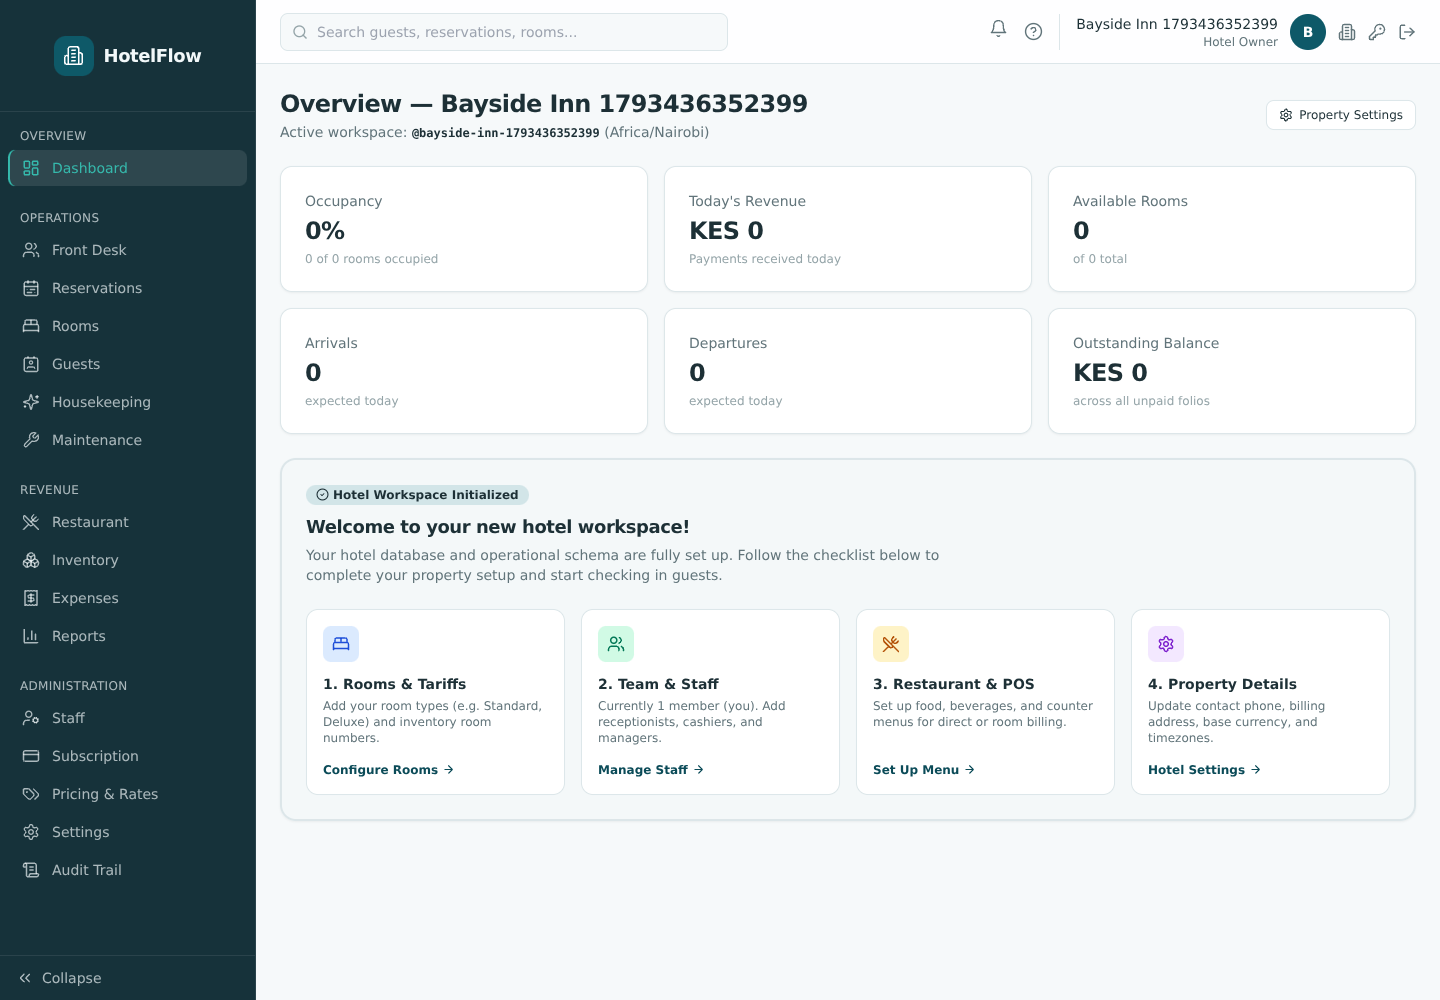 HotelFlow
OVERVIEW
Dashboard
OPERATIONS
Front Desk
Reservations
Rooms
Guests
Housekeeping
Maintenance
REVENUE
Restaurant
Inventory
Expenses
Reports
ADMINISTRATION
Staff
Subscription
Pricing & Rates
Settings
Audit Trail
Collapse
Search guests, reservations, rooms...
Bayside Inn 1793436352399
Hotel Owner
B
Overview — Bayside Inn 1793436352399
Active workspace: @bayside-inn-1793436352399 (Africa/Nairobi)
Property Settings
Occupancy
0%
0 of 0 rooms occupied
Today's Revenue
KES 0
Payments received today
Available Rooms
0
of 0 total
Arrivals
0
expected today
Departures
0
expected today
Outstanding Balance
KES 0
across all unpaid folios
Hotel Workspace Initialized
Welcome to your new hotel workspace!
Your hotel database and operational schema are fully set up. Follow the checklist below to
complete your property setup and start checking in guests.
1. Rooms & Tariffs
Add your room types (e.g. Standard,
Deluxe) and inventory room
numbers.
Configure Rooms →
2. Team & Staff
Currently 1 member (you). Add
receptionists, cashiers, and
managers.
Manage Staff →
3. Restaurant & POS
Set up food, beverages, and counter
menus for direct or room billing.
Set Up Menu →
4. Property Details
Update contact phone, billing
address, base currency, and
timezones.
Hotel Settings →